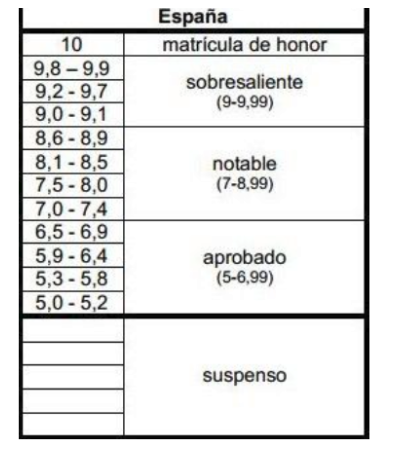 España
10 matrícula de honor
9,8 – 9,9
9,2 - 9,7
9,0 - 9,1
sobresaliente
(9-9,99)
8,6 - 8,9
8,1 - 8,5
7,5 - 8,0
7,0 - 7,4
notable
(7-8,99)
6,5 - 6,9
5,9 - 6,4
5,3 - 5,8
5,0 - 5,2
aprobado
(5-6,99)
suspenso